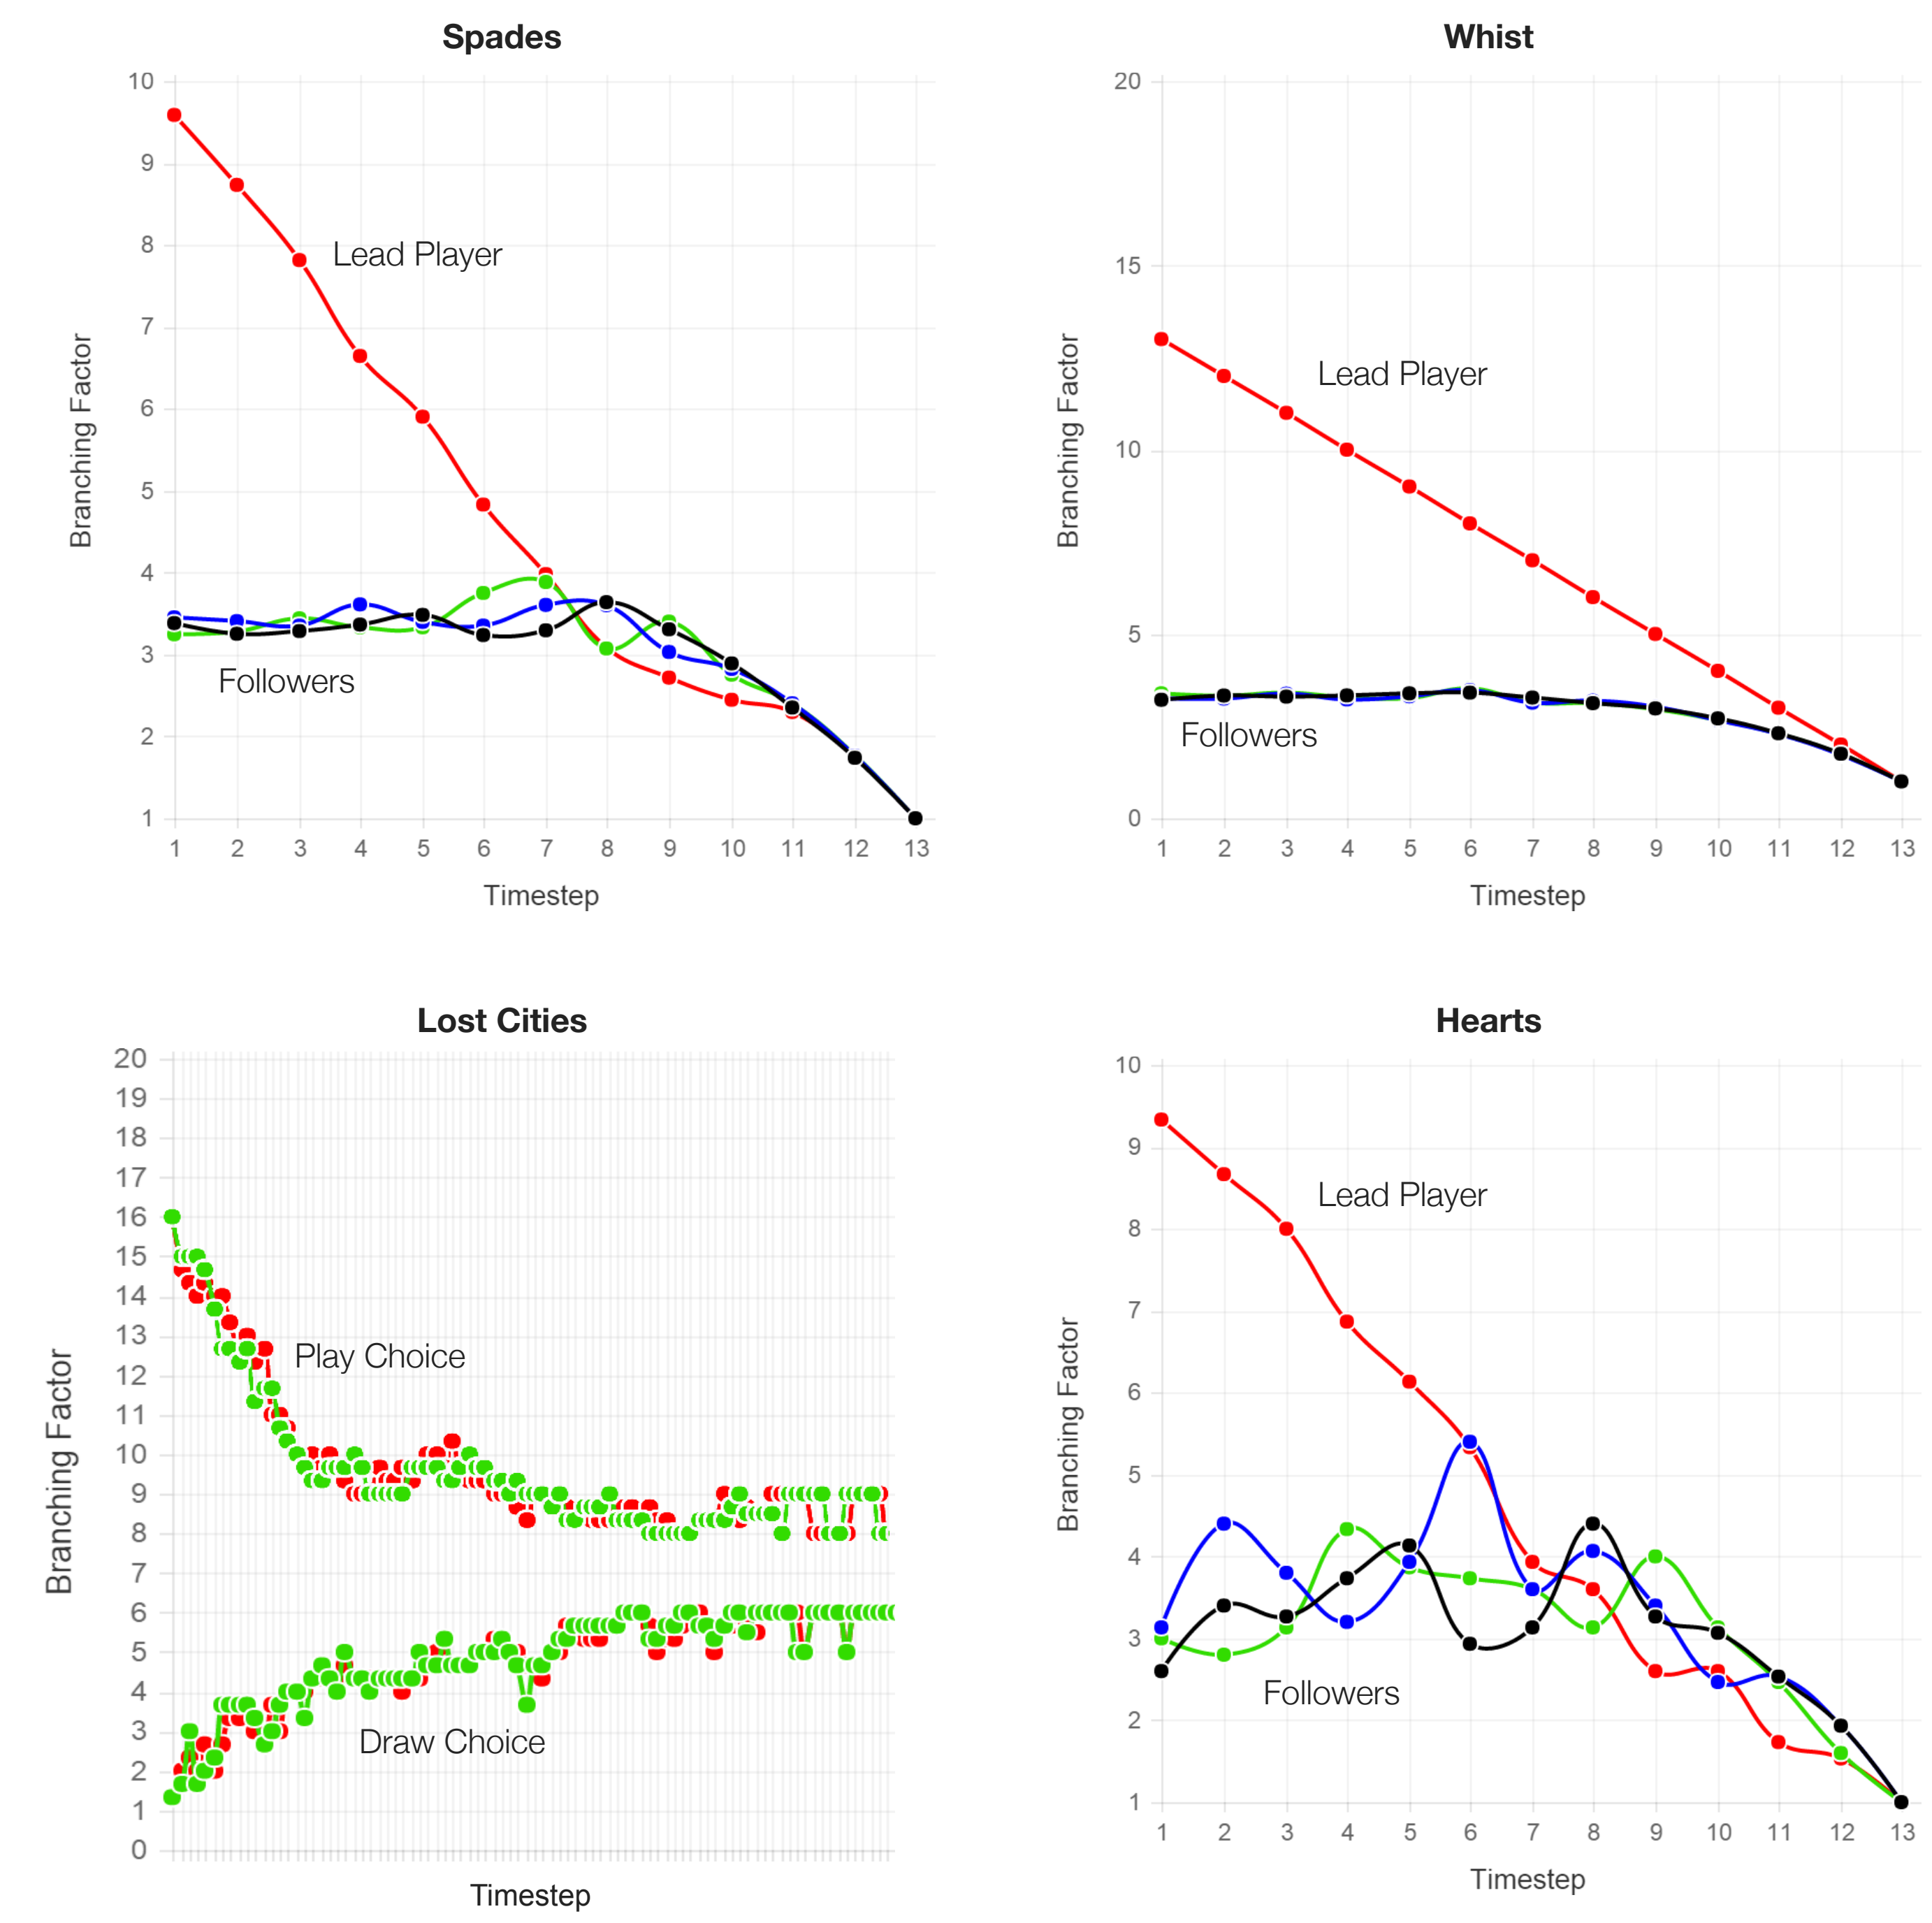 Spades
10
9
8
7
6
5
4
3
2
1
Branching Factor
Lead Player
Followers
1 2 3 4 5 6 7 8 9 10 11 12 13
Timestep
Whist
20
15
10
5
0
Branching Factor
Lead Player
Followers
1 2 3 4 5 6 7 8 9 10 11 12 13
Timestep
Lost Cities
20
19
18
17
16
15
14
13
12
11
10
9
8
7
6
5
4
3
2
1
0
Branching Factor
Play Choice
Draw Choice
Timestep
Hearts
10
9
8
7
6
5
4
3
2
1
Branching Factor
Lead Player
Followers
1 2 3 4 5 6 7 8 9 10 11 12 13
Timestep